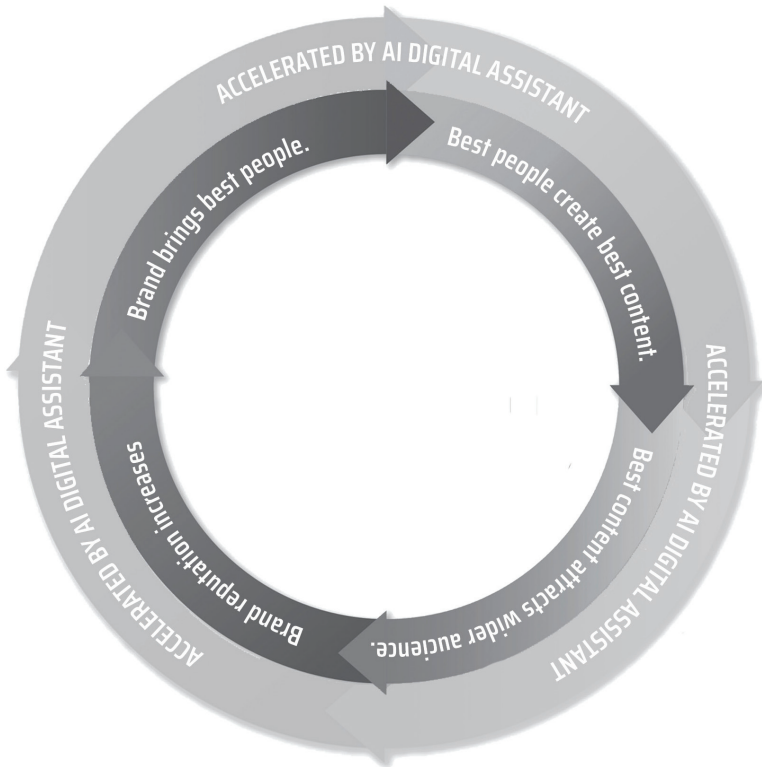 ACCELERATED BY AI DIGITAL ASSISTANT
Brand brings best people.
Best people create best content.
ACCELERATED BY AI DIGITAL ASSISTANT
Best content attracts wider aucience.
Brand reputation increases
ACCELERATED BY AI DIGITAL ASSISTANT